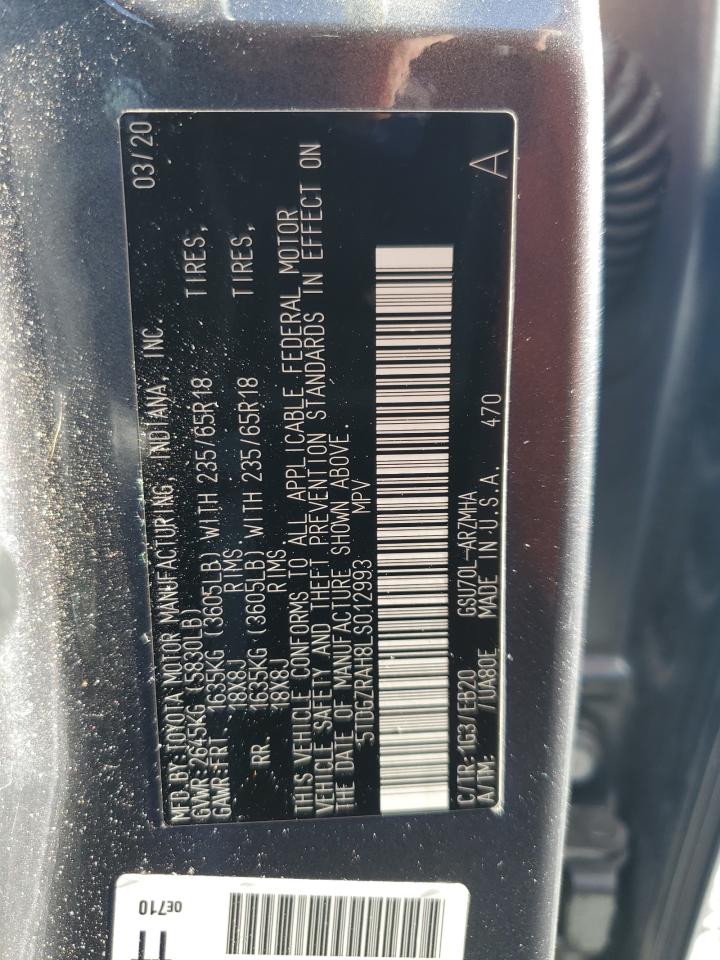 MFD.BY:TOYOTA MOTOR MANUFACTURING, INDIANA, INC. 03/20
GVWR:2645KG (5830LB)
GAWR:FRT. 1635KG (3605LB) WITH 235/65R18 TIRES,
18X8J RIMS
RR. 1635KG (3605LB) WITH 235/65R18 TIRES,
18X8J RIMS
THIS VEHICLE CONFORMS TO ALL APPLICABLE FEDERAL MOTOR
VEHICLE SAFETY AND THEFT PREVENTION STANDARDS IN EFFECT ON
THE DATE OF MANUFACTURE SHOWN ABOVE.
5TDGZRAH8LS012993 MPV
C/TR:1G3/EB20 GSU70L-ARZMHA A
A/TM: /UA80E MADE IN U.S.A. 470
0E710